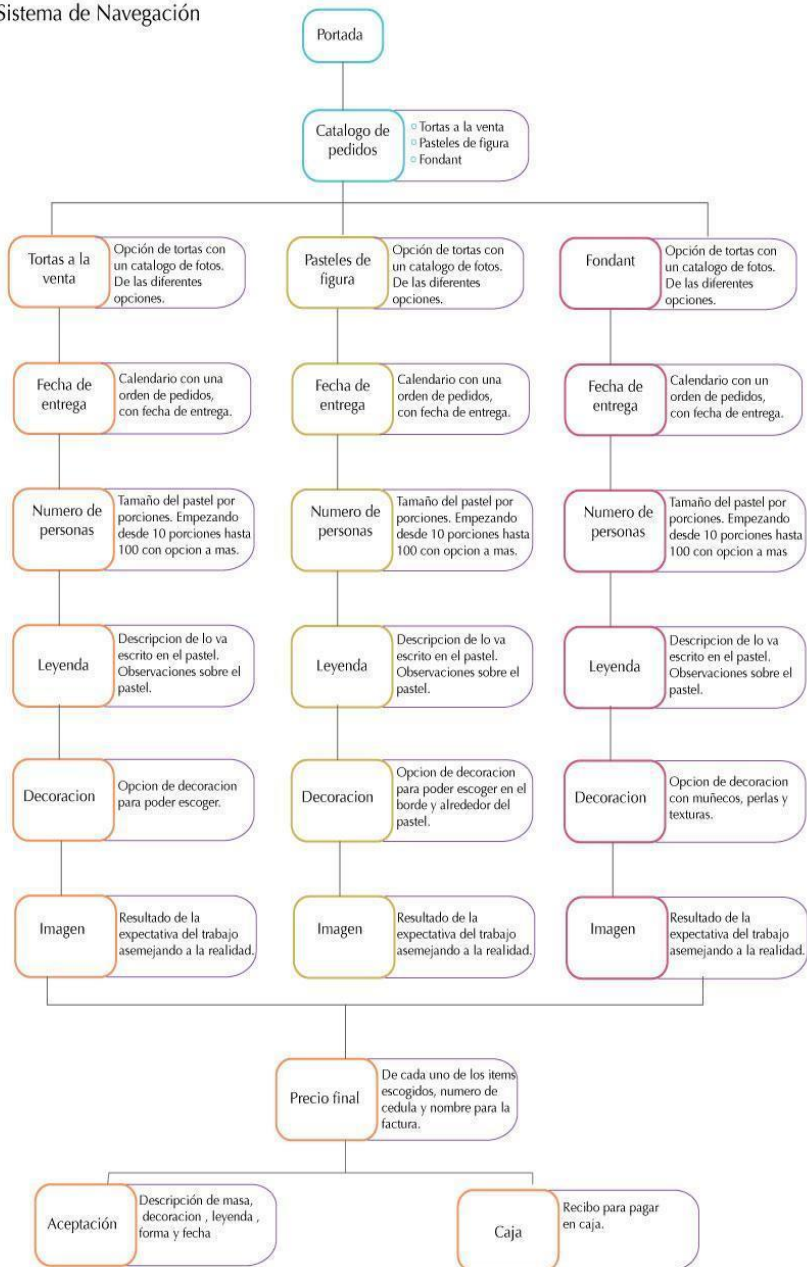 Sistema de Navegación
Portada
Catalogo de
pedidos
Tortas a la venta
Pasteles de figura
Fondant
Tortas a la
venta
Opción de tortas con
un catalogo de fotos.
De las diferentes
opciones.
Pasteles de
figura
Opción de tortas con
un catalogo de fotos.
De las diferentes
opciones.
Fondant
Opción de tortas con
un catalogo de fotos.
De las diferentes
opciones.
Fecha de
entrega
Calendario con una
orden de pedidos,
con fecha de entrega.
Fecha de
entrega
Calendario con una
orden de pedidos,
con fecha de entrega.
Fecha de
entrega
Calendario con un
orden de pedidos,
con fecha de entrega.
Numero de
personas
Tamaño del pastel por
porciones. Empezando
desde 10 porciones hasta
100 con opcion a mas.
Numero de
personas
Tamaño del pastel por
porciones. Empezando
desde 10 porciones hasta
100 con opcion a mas.
Numero de
personas
Tamaño del pastel por
porciones. Empezando
desde 10 porciones hasta
100 con opcion a mas
Leyenda
Descripcion de lo va
escrito en el pastel.
Observaciones sobre el
pastel.
Leyenda
Descripcion de lo va
escrito en el pastel.
Observaciones sobre el
pastel.
Leyenda
Descripcion de lo va
escrito en el pastel.
Observaciones sobre el
pastel.
Decoracion
Opcion de decoracion
para poder escoger.
Decoracion
Opcion de decoracion
para poder escoger en el
borde y alrededor del
pastel.
Decoracion
Opcion de decoracion
con muñecos, perlas y
texturas.
Imagen
Resultado de la
expectativa del trabajo
asemejando a la realidad.
Imagen
Resultado de la
expectativa del trabajo
asemejando a la realidad.
Imagen
Resultado de la
expectativa del trabajo
asemejando a la realidad.
Precio final
De cada uno de los items
escogidos, numero de
cedula y nombre para la
factura.
Aceptación
Descripción de masa,
decoracion , leyenda ,
forma y fecha
Caja
Recibo para pagar
en caja.